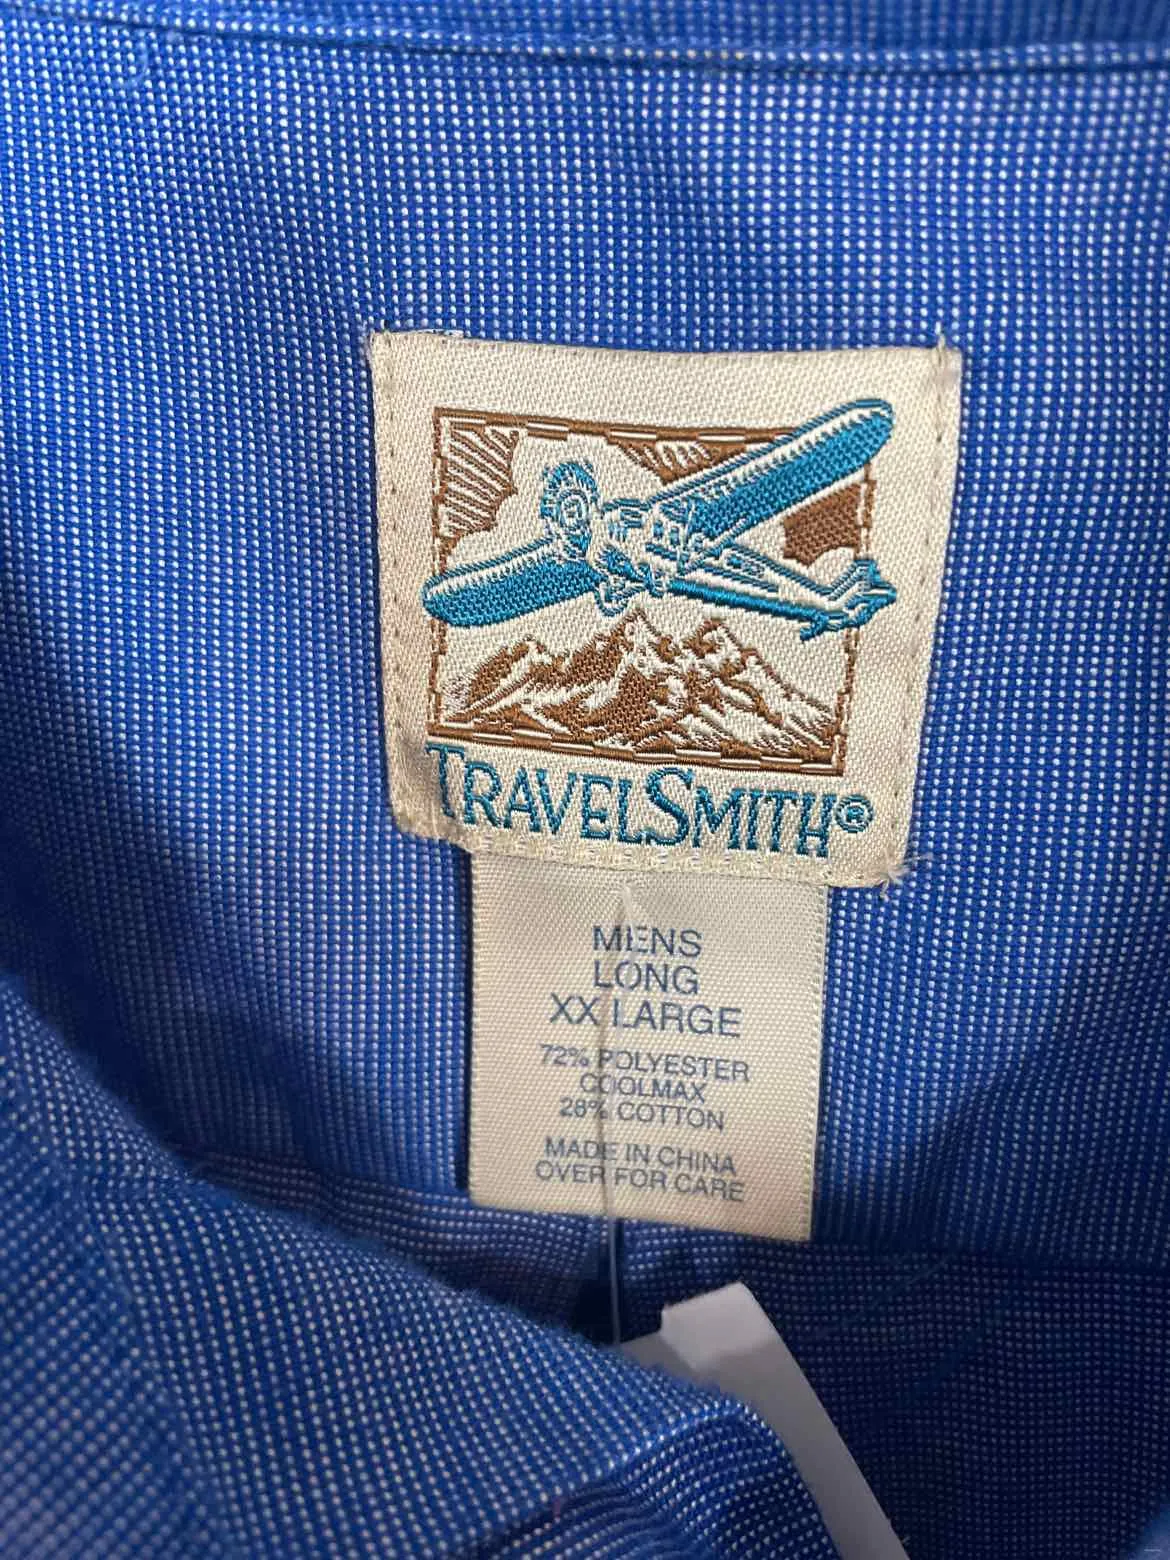 TRAVELSMITH®
MENS
LONG
XX LARGE
72% POLYESTER
COOLMAX
28% COTTON
MADE IN CHINA
OVER FOR CARE